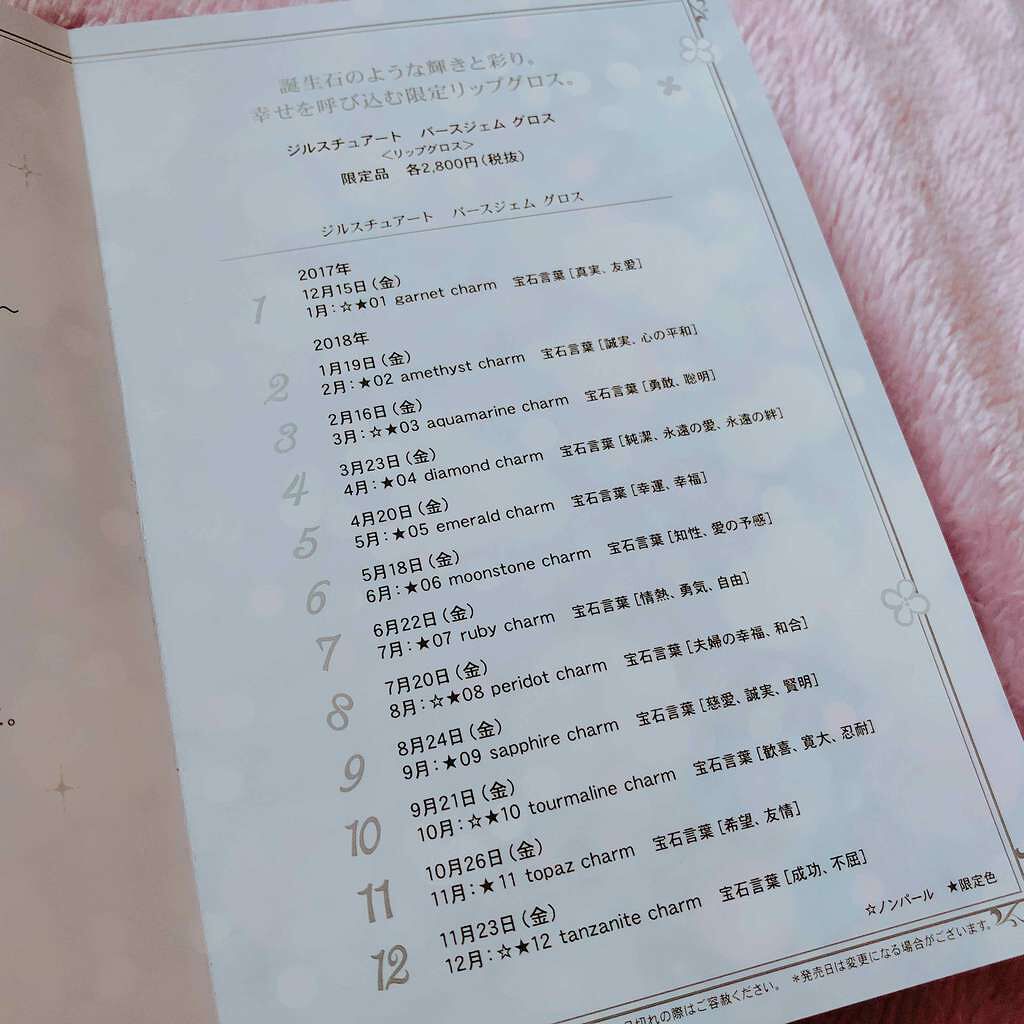 誕生石のような輝きと彩り。
幸せを呼び込む限定リップグロス。
ジルスチュアート　バースジェム グロス
＜リップグロス＞
限定品　各2,800円（税抜）
ジルスチュアート　バースジェム グロス
2017年
12月15日（金）
1 1月：☆★01 garnet charm　宝石言葉［真実、友愛］
2018年
1月19日（金）
2 2月：★02 amethyst charm　宝石言葉［誠実、心の平和］
2月16日（金）
3 3月：☆★03 aquamarine charm　宝石言葉［勇敢、聡明］
3月23日（金）
4 4月：★04 diamond charm　宝石言葉［純潔、永遠の愛、永遠の絆］
4月20日（金）
5 5月：★05 emerald charm　宝石言葉［幸運、幸福］
5月18日（金）
6 6月：★06 moonstone charm　宝石言葉［知性、愛の予感］
6月22日（金）
7 7月：★07 ruby charm　宝石言葉［情熱、勇気、自由］
7月20日（金）
8 8月：☆★08 peridot charm　宝石言葉［夫婦の幸福、和合］
8月24日（金）
9 9月：★09 sapphire charm　宝石言葉［慈愛、誠実、賢明］
9月21日（金）
10 10月：☆★10 tourmaline charm　宝石言葉［歓喜、寛大、忍耐］
10月26日（金）
11 11月：★11 topaz charm　宝石言葉［希望、友情］
11月23日（金）
12 12月：☆★12 tanzanite charm　宝石言葉［成功、不屈］
☆ノンパール　★限定色
切れの際はご容赦ください。　＊発売日は変更になる場合がございます。
～
。